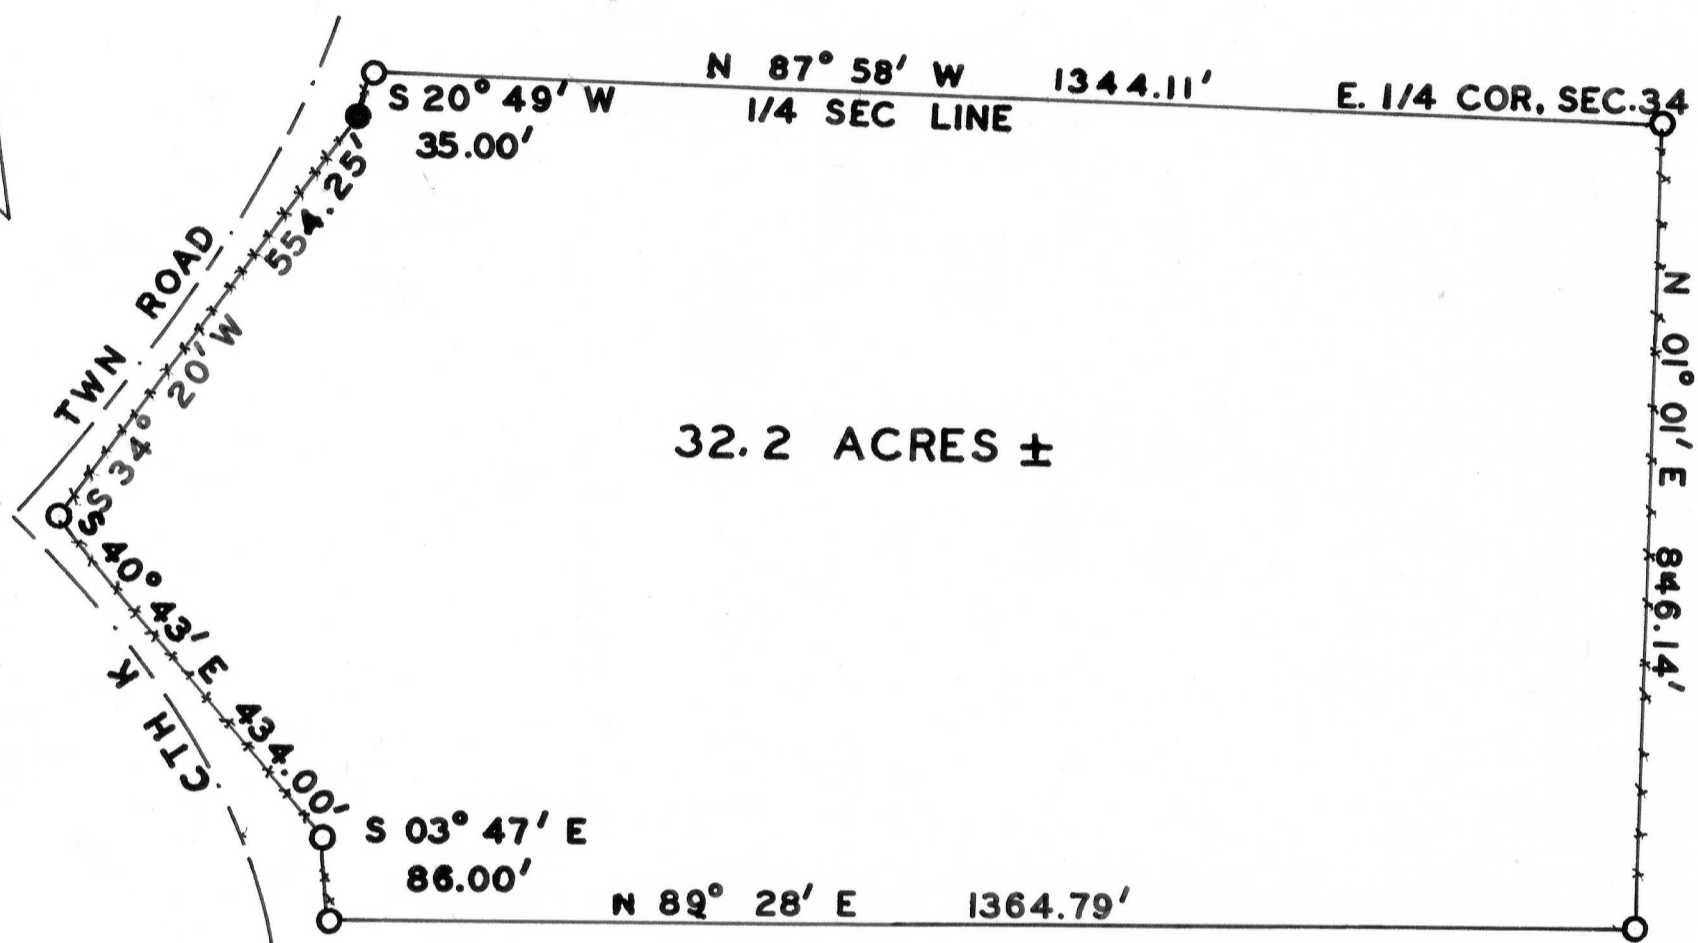 N 87° 58' W 1344.11'
1/4 SEC LINE
E. 1/4 COR, SEC.34
S 20° 49' W
35.00'
S 34° 20' W 554.25'
TWN ROAD
N 01° 01' E 846.14'
32.2 ACRES ±
S 40° 43' E 434.00'
CTH K
S 03° 47' E
86.00'
N 89° 28' E 1364.79'